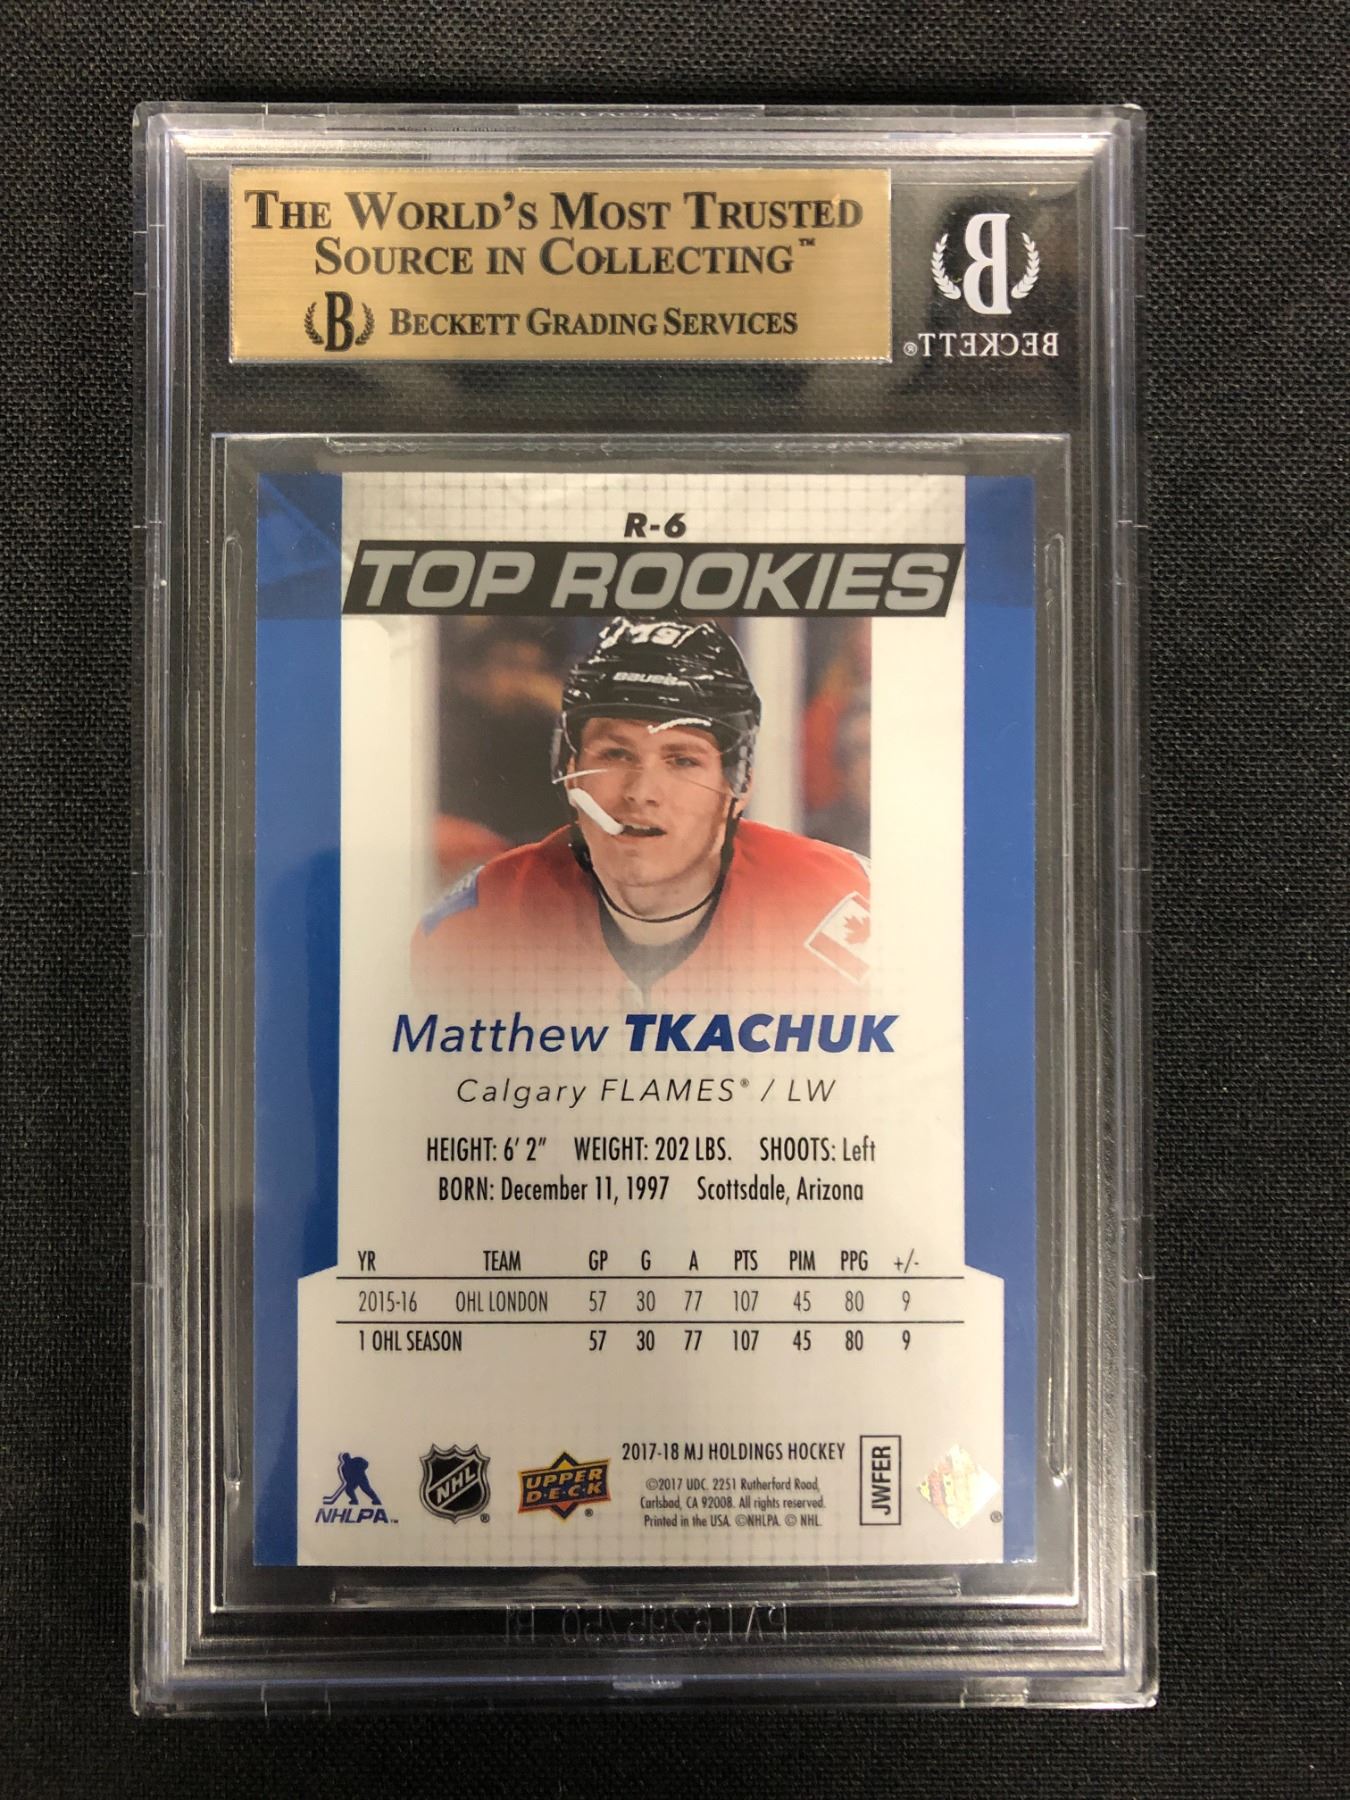 THE WORLD'S MOST TRUSTED
SOURCE IN COLLECTING™
B BECKETT GRADING SERVICES
B
BECKETT®
R-6
TOP ROOKIES
19
BAUER
Matthew TKACHUK
Calgary FLAMES® / LW
HEIGHT: 6' 2" WEIGHT: 202 LBS. SHOOTS: Left
BORN: December 11, 1997 Scottsdale, Arizona
YR TEAM GP G A PTS PIM PPG +/-
2015-16 OHL LONDON 57 30 77 107 45 80 9
1 OHL SEASON 57 30 77 107 45 80 9
NHLPA™
NHL®
UPPER DECK®
2017-18 MJ HOLDINGS HOCKEY
©2017 UDC. 2251 Rutherford Road,
Carlsbad, CA 92008. All rights reserved.
Printed in the USA. ©NHLPA. © NHL.
JWFER
®